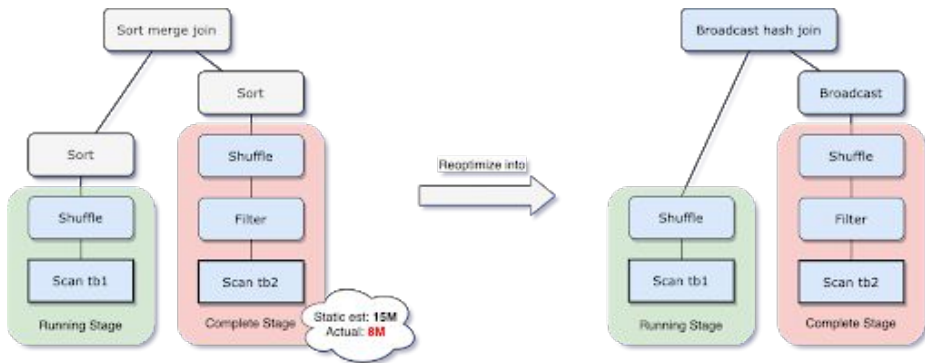 Sort merge join
Sort
Sort
Shuffle
Shuffle
Filter
Scan tb1
Scan tb2
Running Stage
Complete Stage
Static est: 15M
Actual: 8M
Reoptimize into
Broadcast hash join
Broadcast
Shuffle
Shuffle
Filter
Scan tb1
Scan tb2
Running Stage
Complete Stage